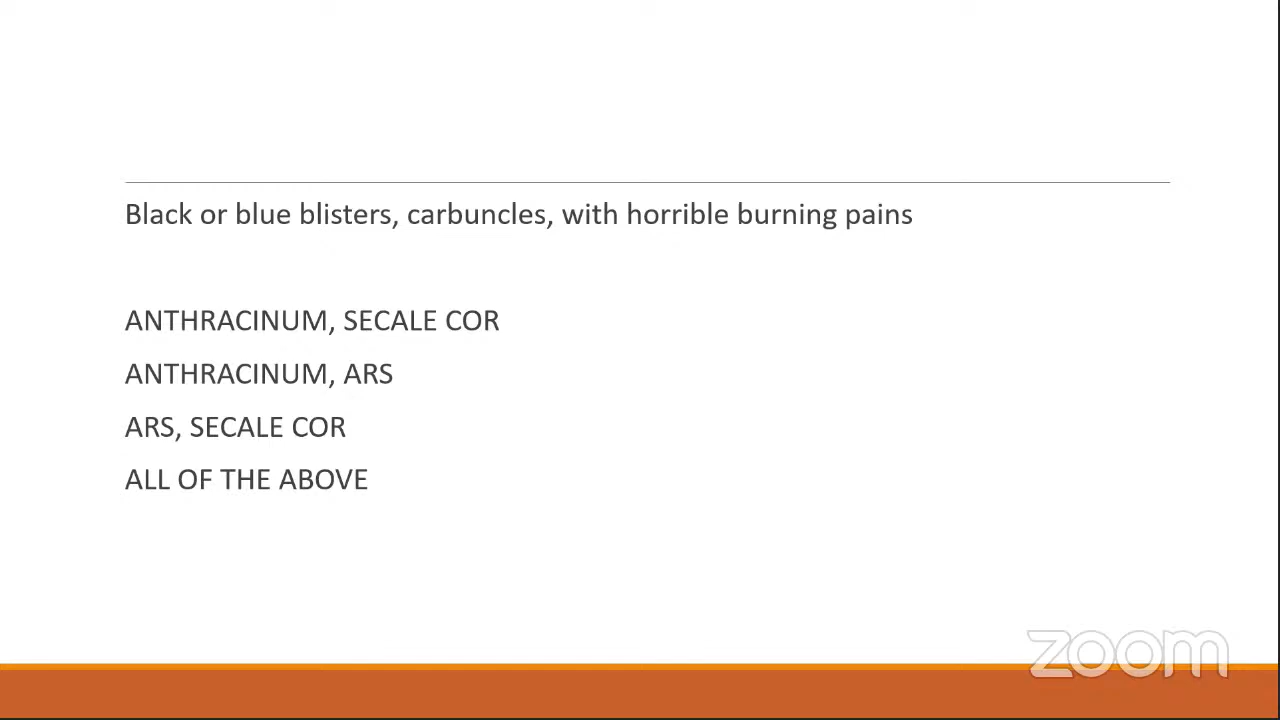 Black or blue blisters, carbuncles, with horrible burning pains
ANTHRACINUM, SECALE COR
ANTHRACINUM, ARS
ARS, SECALE COR
ALL OF THE ABOVE
zoom